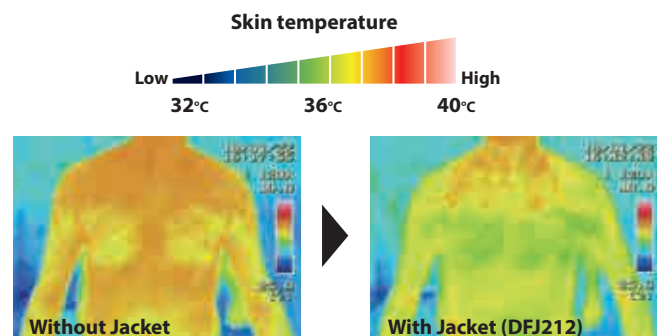 Skin temperature
Low High
32°C 36°C 40°C
Without Jacket
With Jacket (DFJ212)